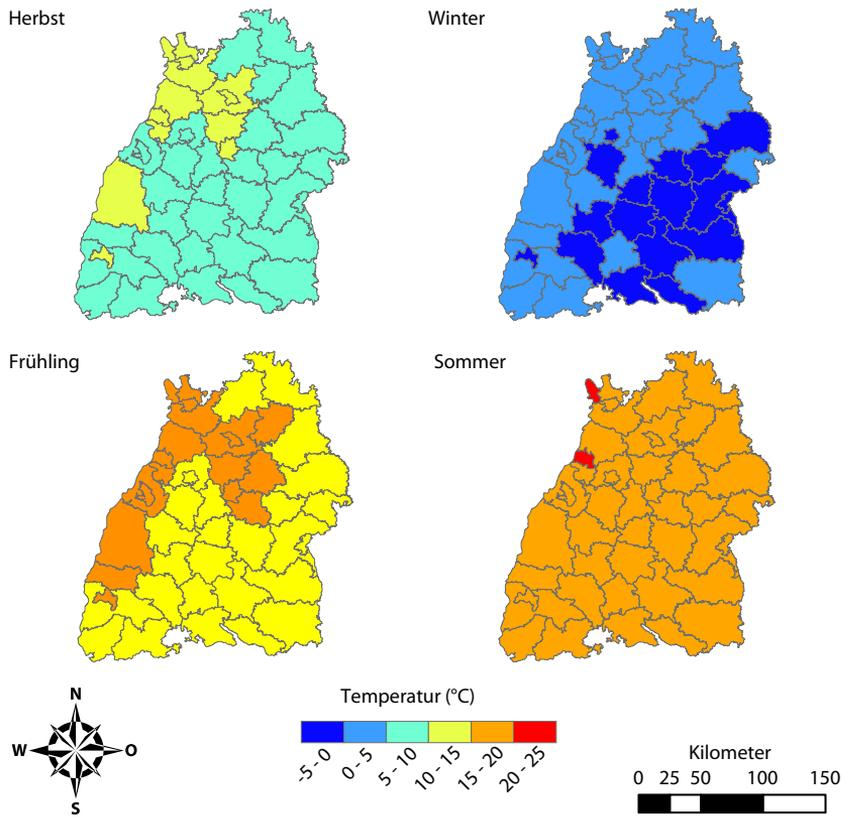 Herbst
Winter
Frühling
Sommer
Temperatur (°C)
-5 - 0
0 - 5
5 - 10
10 - 15
15 - 20
20 - 25
N
W
O
S
Kilometer
0 25 50 100 150